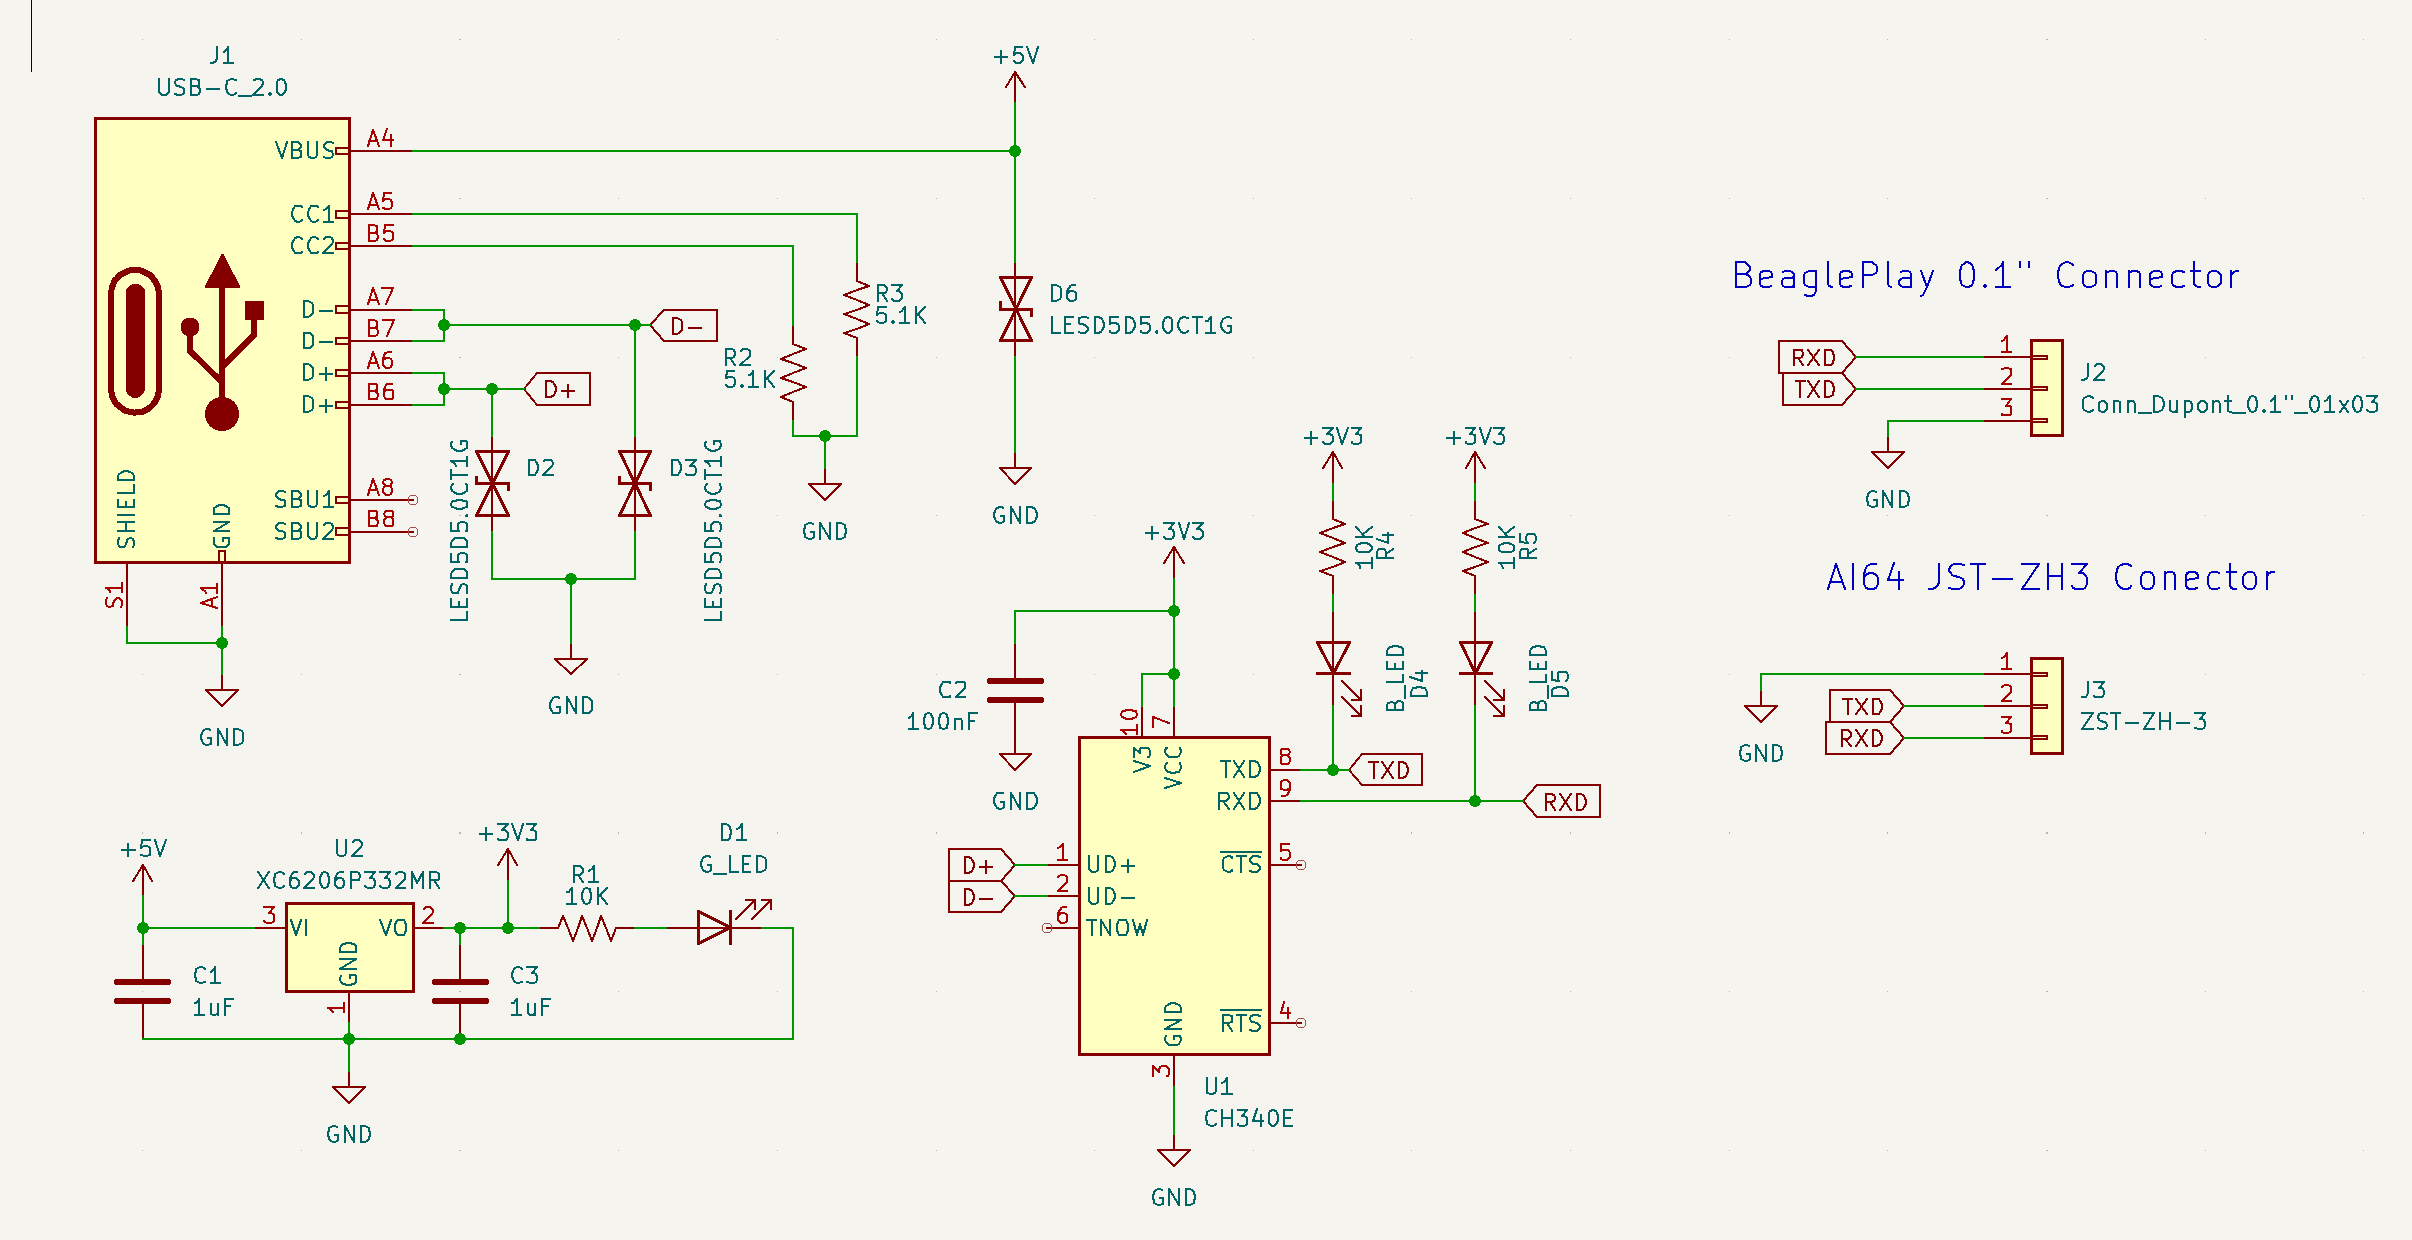 J1
USB-C_2.0
VBUS
A4
CC1
A5
CC2
B5
D-
A7
D-
B7
D+
A6
D+
B6
SBU1
A8
SBU2
B8
SHIELD
GND
S1
A1
GND
D-
D+
D2
LESD5D5.0CT1G
D3
LESD5D5.0CT1G
GND
R3
5.1K
R2
5.1K
GND
+5V
D6
LESD5D5.0CT1G
GND
BeaglePlay 0.1" Connector
RXD
1
TXD
2
3
J2
Conn_Dupont_0.1"_01x03
GND
AI64 JST-ZH3 Conector
1
TXD
2
RXD
3
J3
ZST-ZH-3
GND
+3V3
+3V3
+3V3
10K
R4
10K
R5
B_LED
D4
B_LED
D5
C2
100nF
GND
10
7
V3
VCC
TXD
8
TXD
RXD
9
RXD
D+
1
UD+
CTS
5
D-
2
UD-
6
TNOW
GND
RTS
4
3
U1
CH340E
GND
+5V
U2
XC6206P332MR
+3V3
R1
10K
D1
G_LED
3
VI
VO
2
GND
1
C1
1uF
C3
1uF
GND